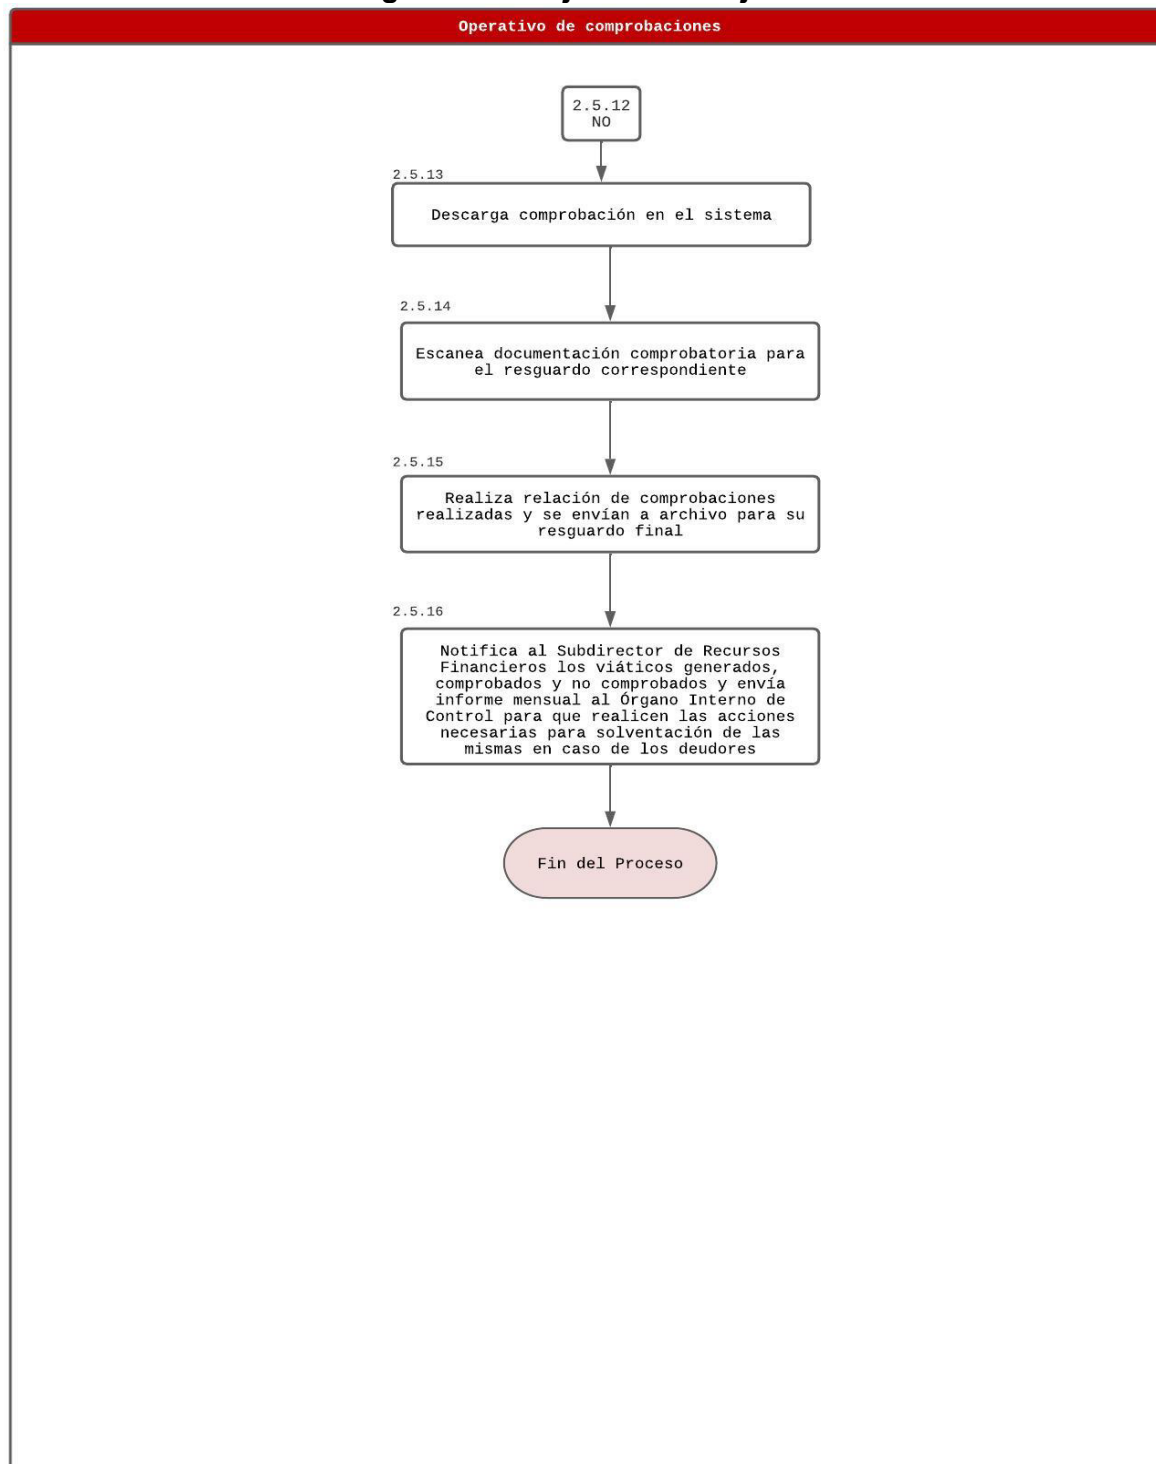 Operativo de comprobaciones
2.5.12
NO
2.5.13
Descarga comprobación en el sistema
2.5.14
Escanea documentación comprobatoria para
el resguardo correspondiente
2.5.15
Realiza relación de comprobaciones
realizadas y se envían a archivo para su
resguardo final
2.5.16
Notifica al Subdirector de Recursos
Financieros los viáticos generados,
comprobados y no comprobados y envía
informe mensual al Órgano Interno de
Control para que realicen las acciones
necesarias para solventación de las
mismas en caso de los deudores
Fin del Proceso